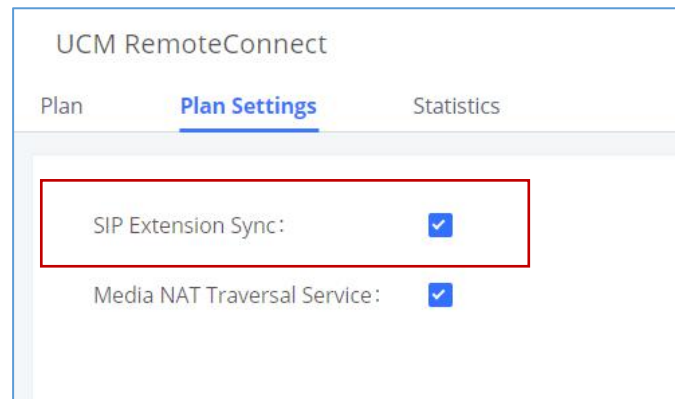 UCM RemoteConnect
Plan Plan Settings Statistics
SIP Extension Sync:
Media NAT Traversal Service: